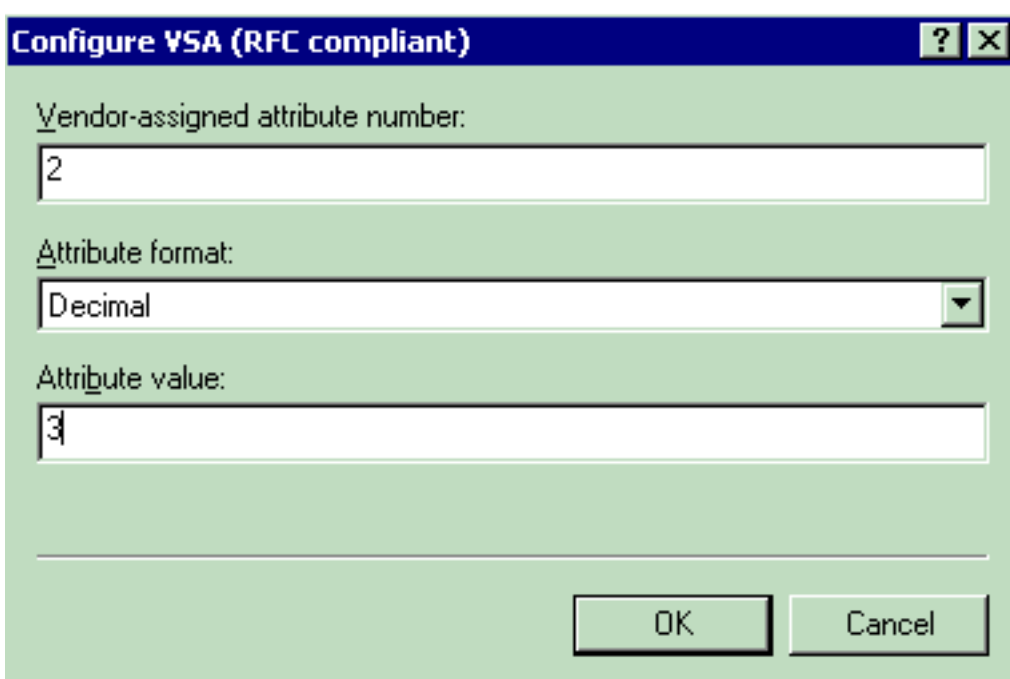 Configure VSA (RFC compliant)
Vendor-assigned attribute number:
2
Attribute format:
Decimal
Attribute value:
3
OK Cancel